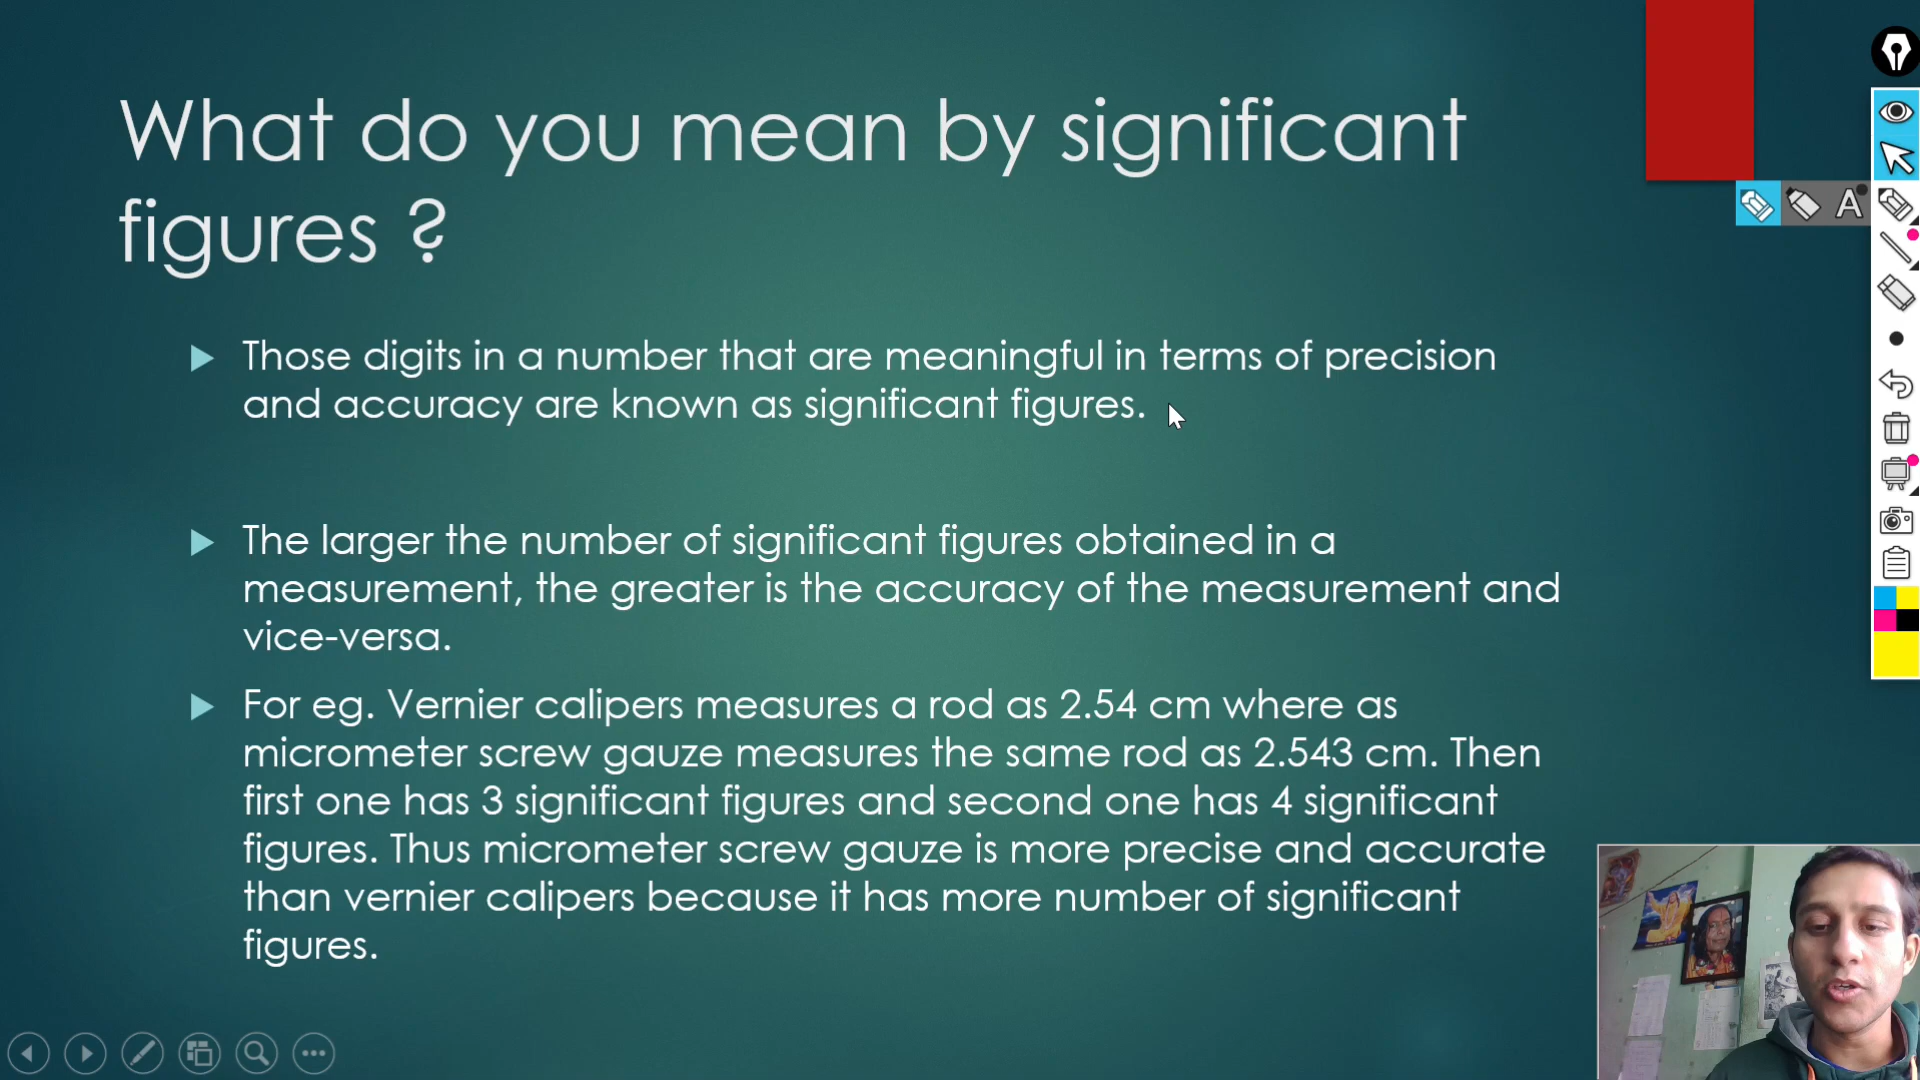 What do you mean by significant
figures ?
Those digits in a number that are meaningful in terms of precision
and accuracy are known as significant figures.
The larger the number of significant figures obtained in a
measurement, the greater is the accuracy of the measurement and
vice-versa.
For eg. Vernier calipers measures a rod as 2.54 cm where as
micrometer screw gauze measures the same rod as 2.543 cm. Then
first one has 3 significant figures and second one has 4 significant
figures. Thus micrometer screw gauze is more precise and accurate
than vernier calipers because it has more number of significant
figures.
A